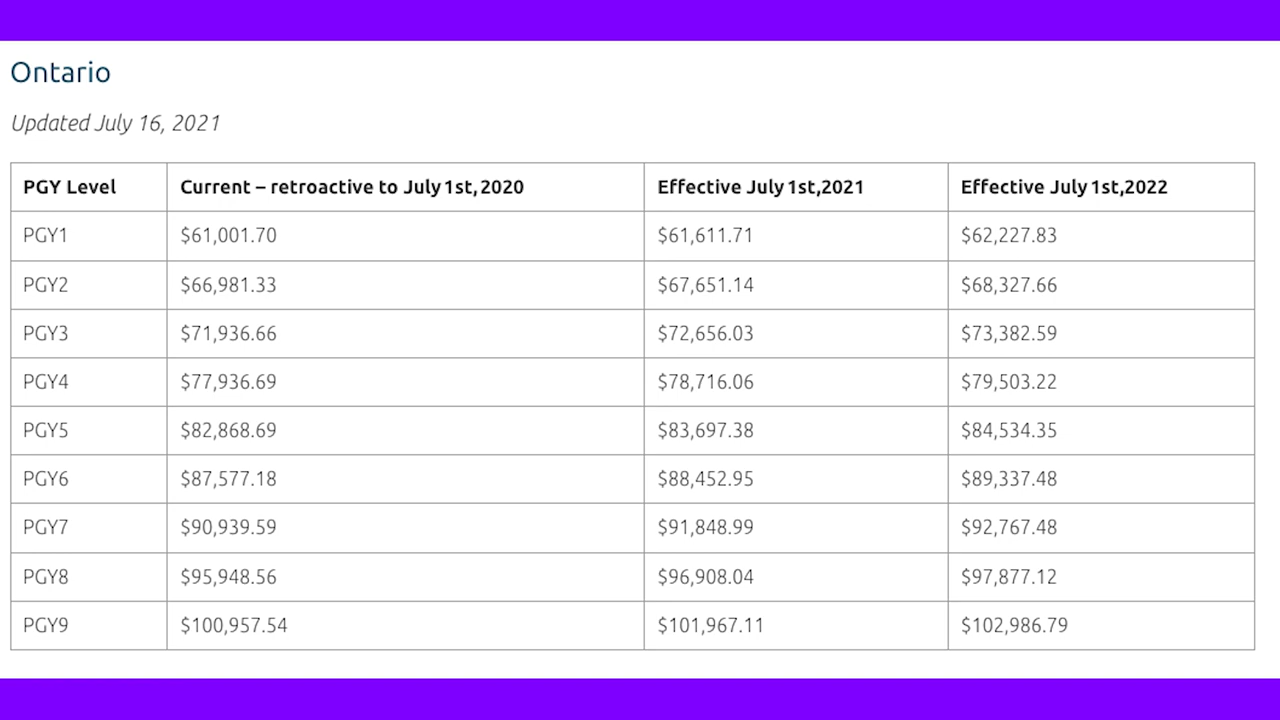 Ontario
Updated July 16, 2021
PGY Level Current – retroactive to July 1st, 2020 Effective July 1st,2021 Effective July 1st,2022
PGY1 $61,001.70 $61,611.71 $62,227.83
PGY2 $66,981.33 $67,651.14 $68,327.66
PGY3 $71,936.66 $72,656.03 $73,382.59
PGY4 $77,936.69 $78,716.06 $79,503.22
PGY5 $82,868.69 $83,697.38 $84,534.35
PGY6 $87,577.18 $88,452.95 $89,337.48
PGY7 $90,939.59 $91,848.99 $92,767.48
PGY8 $95,948.56 $96,908.04 $97,877.12
PGY9 $100,957.54 $101,967.11 $102,986.79